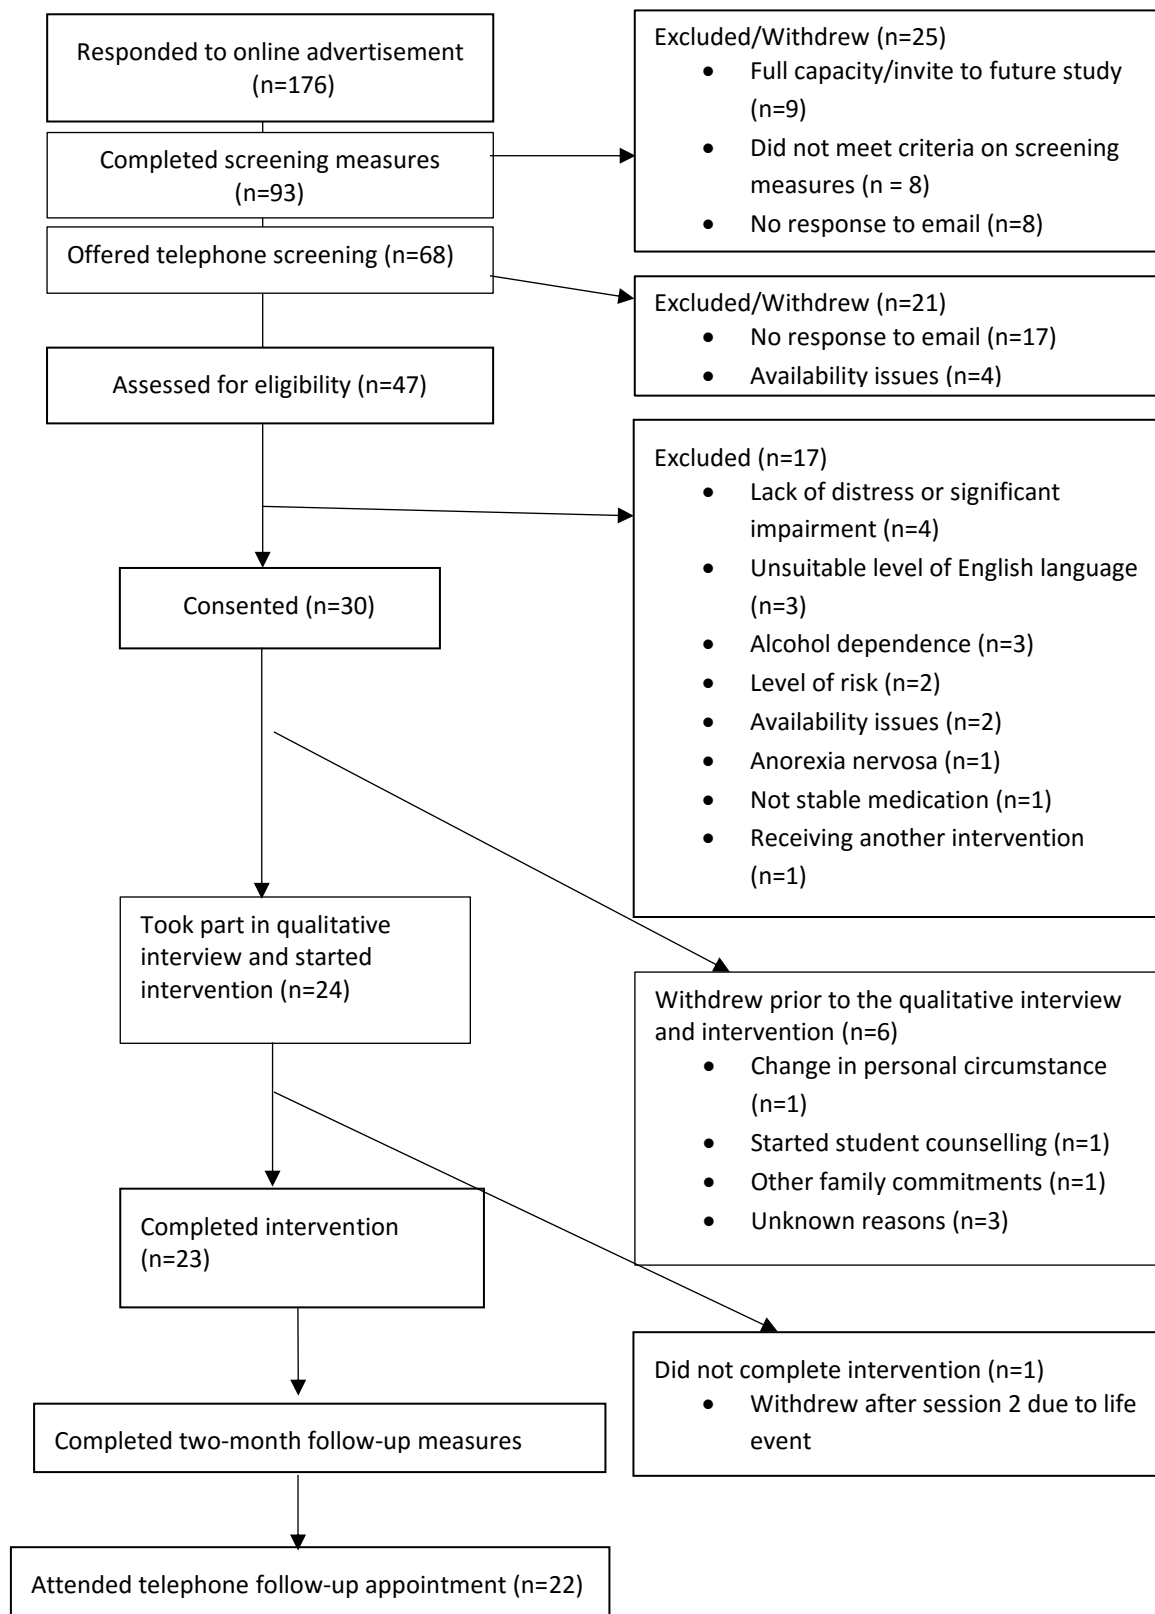 Responded to online advertisement
(n=176)
Completed screening measures
(n=93)
Offered telephone screening (n=68)
Assessed for eligibility (n=47)
Consented (n=30)
Took part in qualitative
interview and started
intervention (n=24)
Completed intervention
(n=23)
Completed two-month follow-up measures
Attended telephone follow-up appointment (n=22)
Excluded/Withdrew (n=25)
• Full capacity/invite to future study
(n=9)
• Did not meet criteria on screening
measures (n = 8)
• No response to email (n=8)
Excluded/Withdrew (n=21)
• No response to email (n=17)
• Availability issues (n=4)
Excluded (n=17)
• Lack of distress or significant
impairment (n=4)
• Unsuitable level of English language
(n=3)
• Alcohol dependence (n=3)
• Level of risk (n=2)
• Availability issues (n=2)
• Anorexia nervosa (n=1)
• Not stable medication (n=1)
• Receiving another intervention
(n=1)
Withdrew prior to the qualitative interview
and intervention (n=6)
• Change in personal circumstance
(n=1)
• Started student counselling (n=1)
• Other family commitments (n=1)
• Unknown reasons (n=3)
Did not complete intervention (n=1)
• Withdrew after session 2 due to life
event